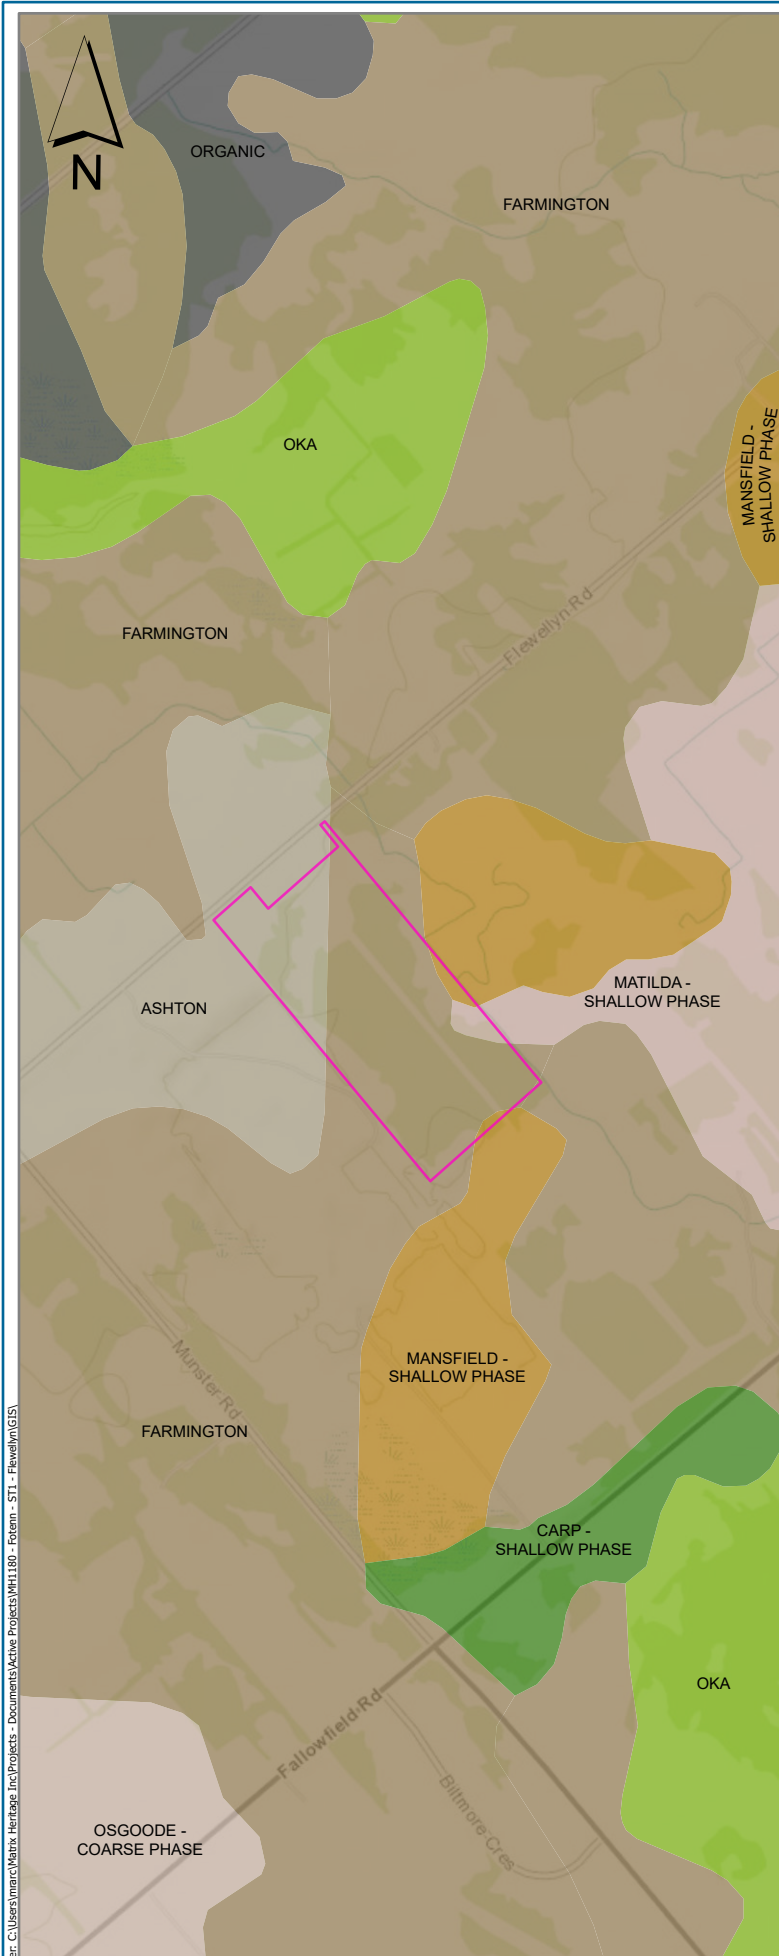 N
ORGANIC
FARMINGTON
OKA
MANSFIELD -
SHALLOW PHASE
Flewellyn Rd
FARMINGTON
MATILDA -
SHALLOW PHASE
ASHTON
Munster Rd
MANSFIELD -
SHALLOW PHASE
FARMINGTON
CARP -
SHALLOW PHASE
OKA
Fallowfield Rd
Biltmore Cres
OSGOODE -
COARSE PHASE
er: C:\Users\mrarc\Matrix Heritage Inc\Projects - Documents\Active Projects\MH1180 - Fotenn - ST1 - Flewellyn\GIS\